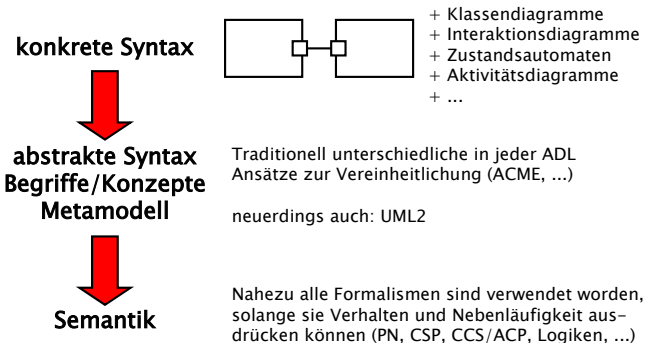 konkrete Syntax
+ Klassendiagramme
+ Interaktionsdiagramme
+ Zustandsautomaten
+ Aktivitätsdiagramme
+ ...
abstrakte Syntax
Begriffe/Konzepte
Metamodell
Traditionell unterschiedliche in jeder ADL
Ansätze zur Vereinheitlichung (ACME, ...)
neuerdings auch: UML2
Semantik
Nahezu alle Formalismen sind verwendet worden,
solange sie Verhalten und Nebenläufigkeit aus-
drücken können (PN, CSP, CCS/ACP, Logiken, ...)